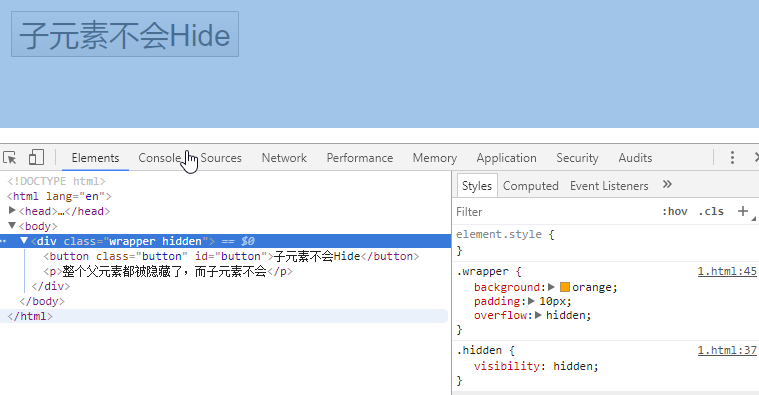 子元素不会Hide
Elements Console Sources Network Performance Memory Application Security Audits
<!DOCTYPE html>
<html lang="en">
<head>…</head>
<body>
<div class="wrapper hidden"> == $0
<button class="button" id="button">子元素不会Hide</button>
<p>整个父元素都被隐藏了，而子元素不会</p>
</div>
</body>
</html>
Styles Computed Event Listeners »
Filter :hov .cls +
element.style {
}
.wrapper { 1.html:45
background: orange;
padding: 10px;
overflow: hidden;
}
.hidden { 1.html:37
visibility: hidden;
}